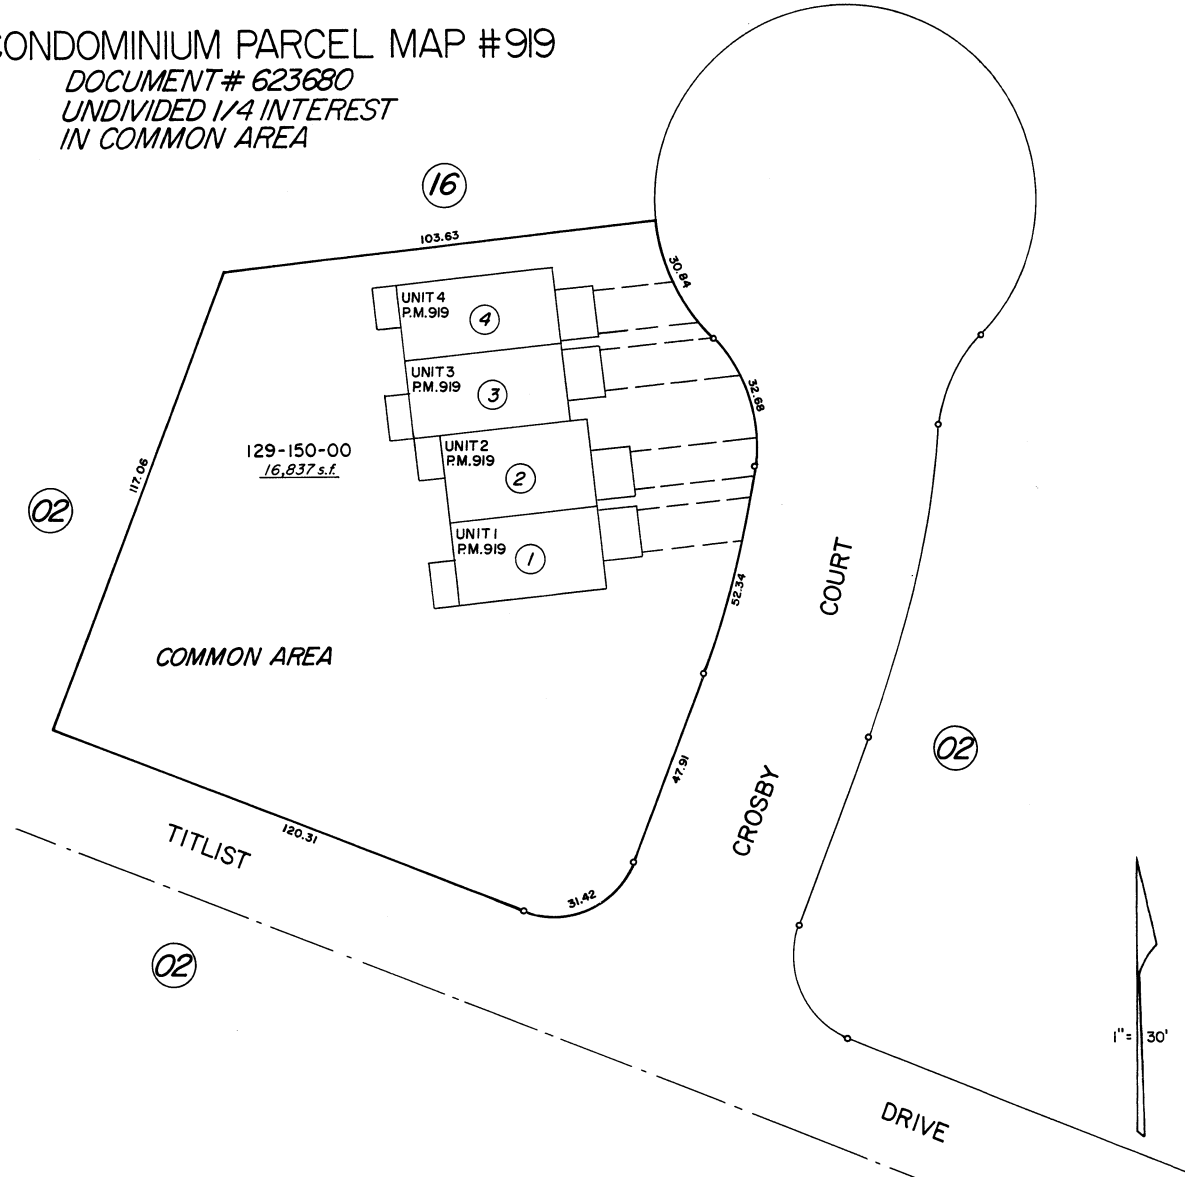 CONDOMINIUM PARCEL MAP #919
DOCUMENT# 623680
UNDIVIDED 1/4 INTEREST
IN COMMON AREA
16
103.63
30.84
UNIT 4
P.M.919
4
UNIT 3
P.M.919
3
32.68
129-150-00
16,837 s.f.
UNIT 2
P.M.919
2
117.06
02
UNIT 1
P.M.919
1
52.34
COURT
COMMON AREA
47.91
CROSBY
02
TITLIST
120.31
31.42
02
1"= 30'
DRIVE